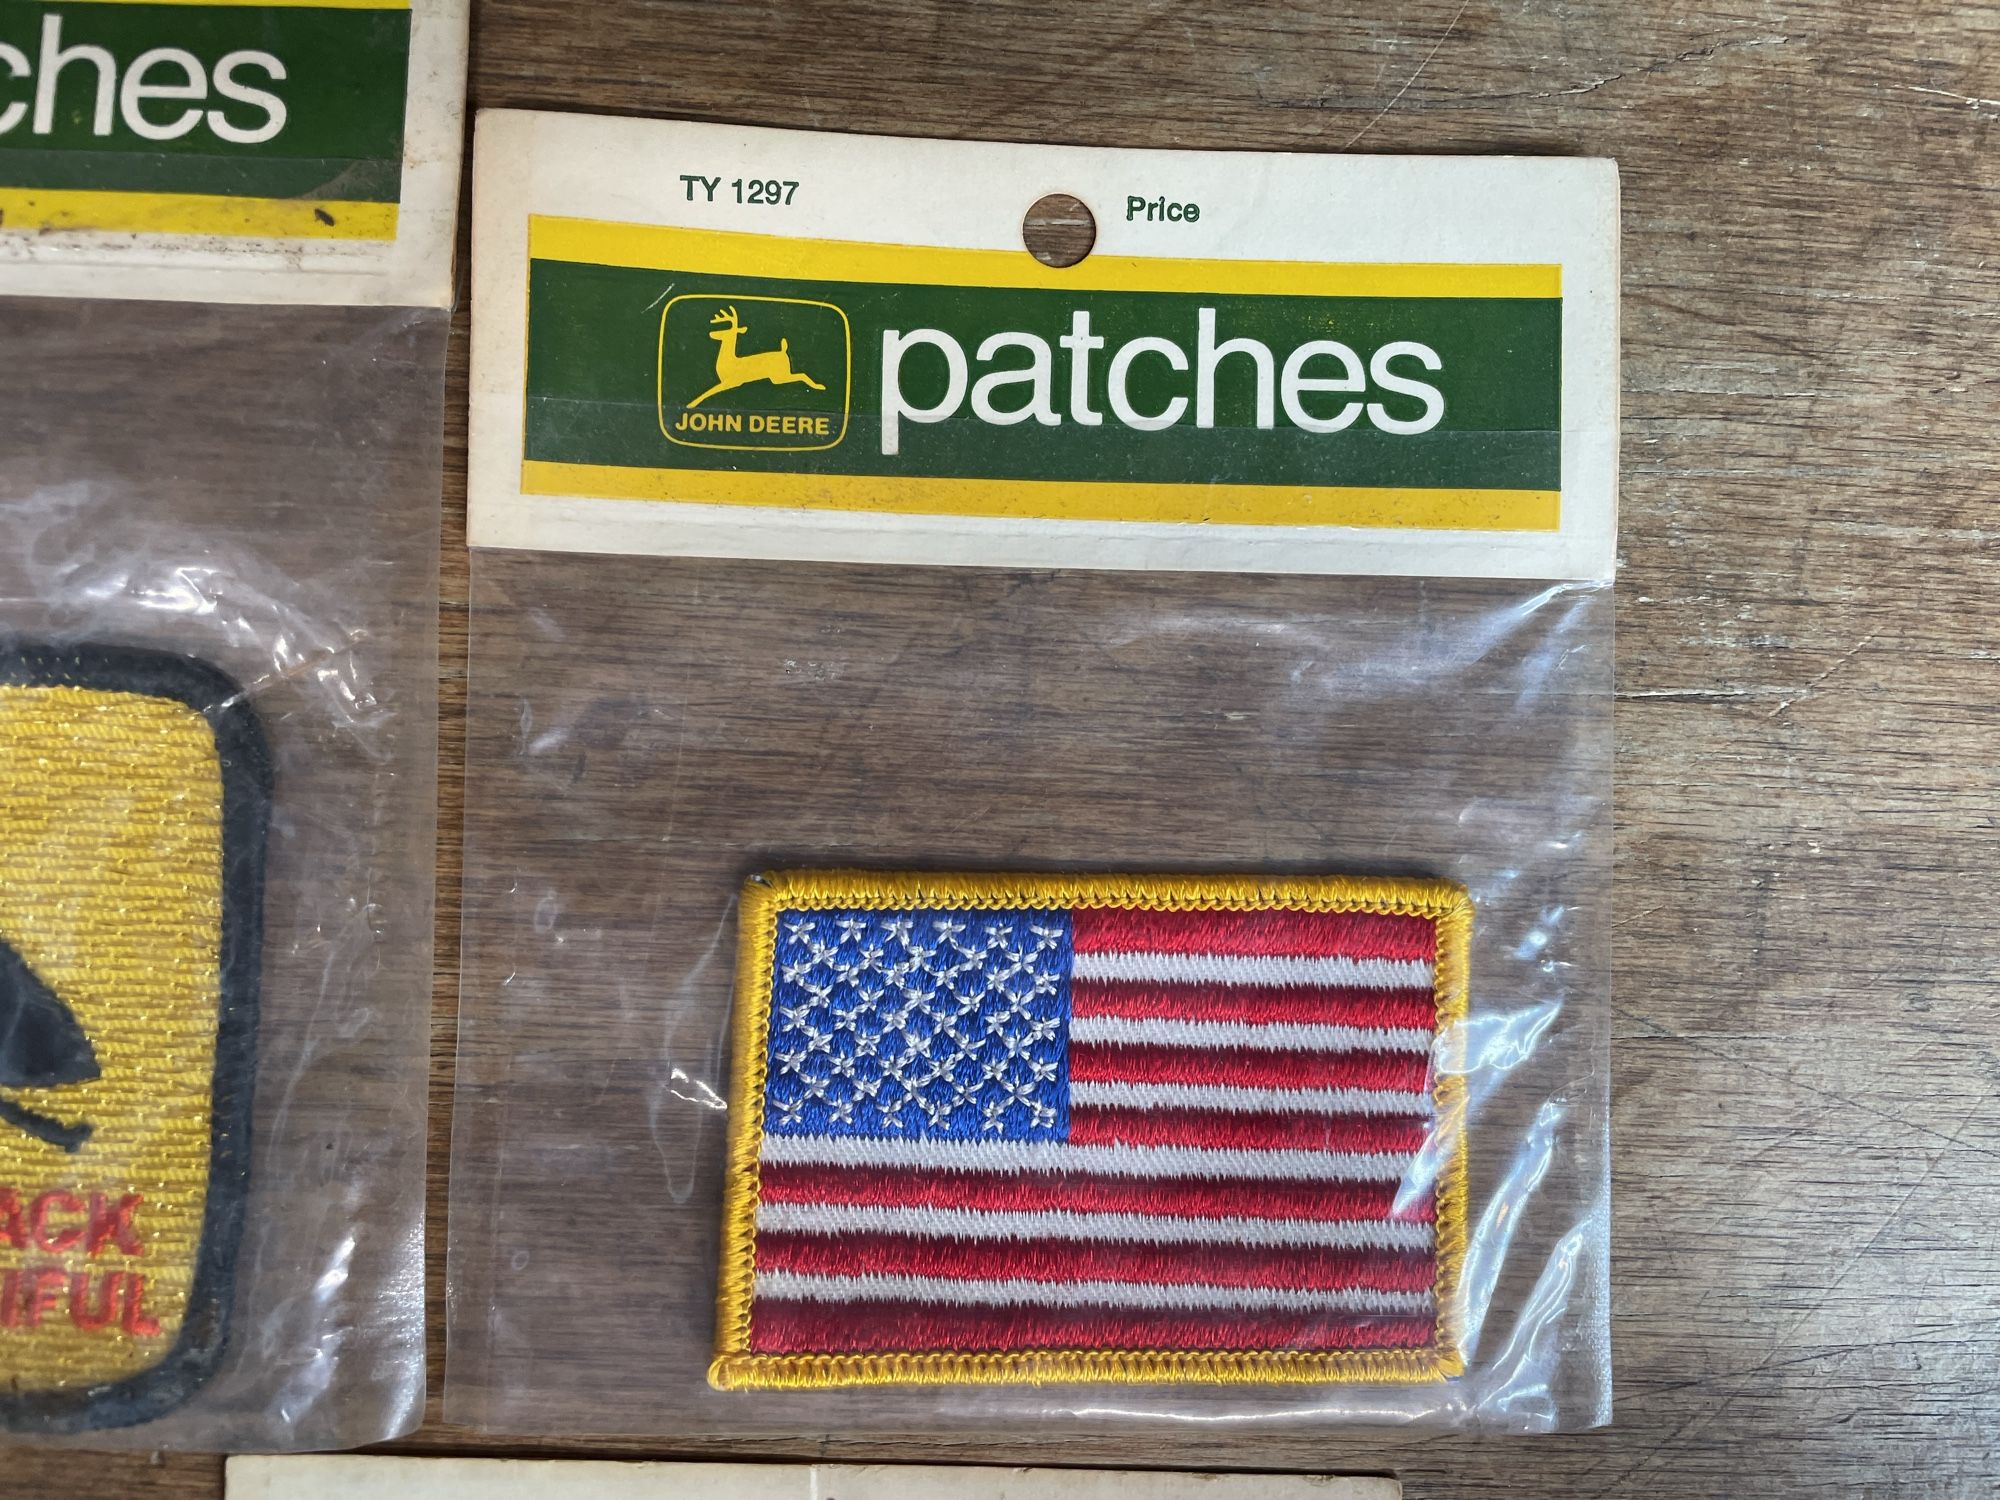 ches
TY 1297
Price
JOHN DEERE
patches
ACK
IFUL